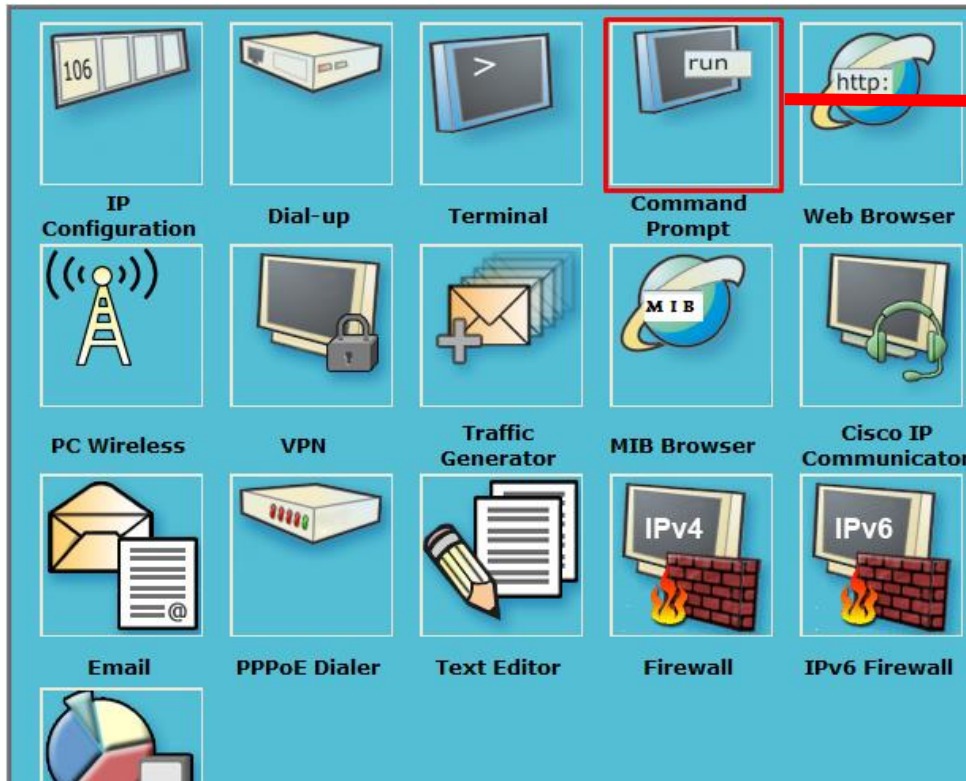 106
>
run
http:
IP
Configuration
Dial-up
Terminal
Command
Prompt
Web Browser
MIB
PC Wireless
VPN
Traffic
Generator
MIB Browser
Cisco IP
Communicator
@
IPv4
IPv6
Email
PPPoE Dialer
Text Editor
Firewall
IPv6 Firewall